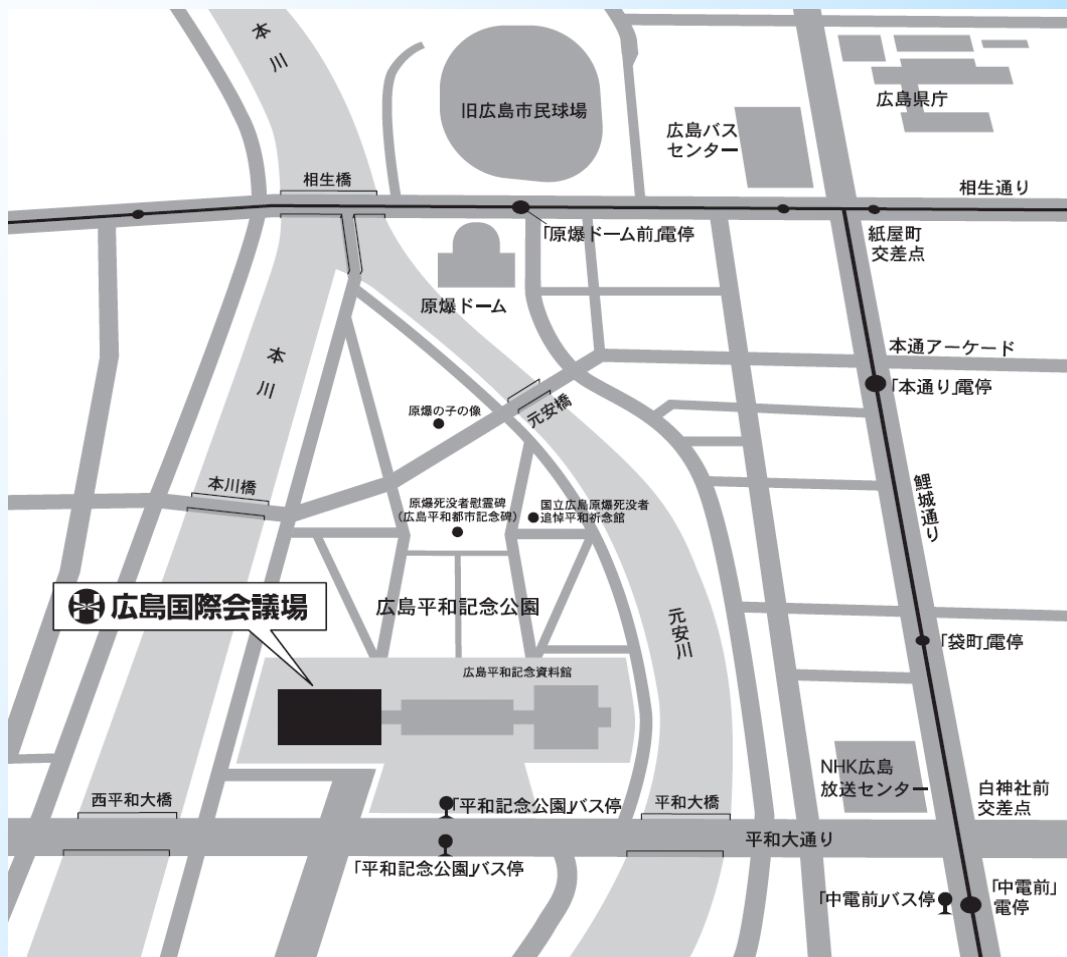 本川
旧広島市民球場
広島バス
センター
広島県庁
相生橋
相生通り
「原爆ドーム前」電停
紙屋町
交差点
原爆ドーム
本川
本通アーケード
「本通り」電停
原爆の子の像
元安橋
本川橋
原爆死没者慰霊碑
(広島平和都市記念碑)
国立広島原爆死没者
追悼平和祈念館
鯉城通り
広島国際会議場
広島平和記念公園
元安川
「袋町」電停
広島平和記念資料館
NHK広島
放送センター
白神社前
交差点
西平和大橋
「平和記念公園」バス停
平和大橋
平和大通り
「平和記念公園」バス停
「中電前」バス停
「中電前」
電停